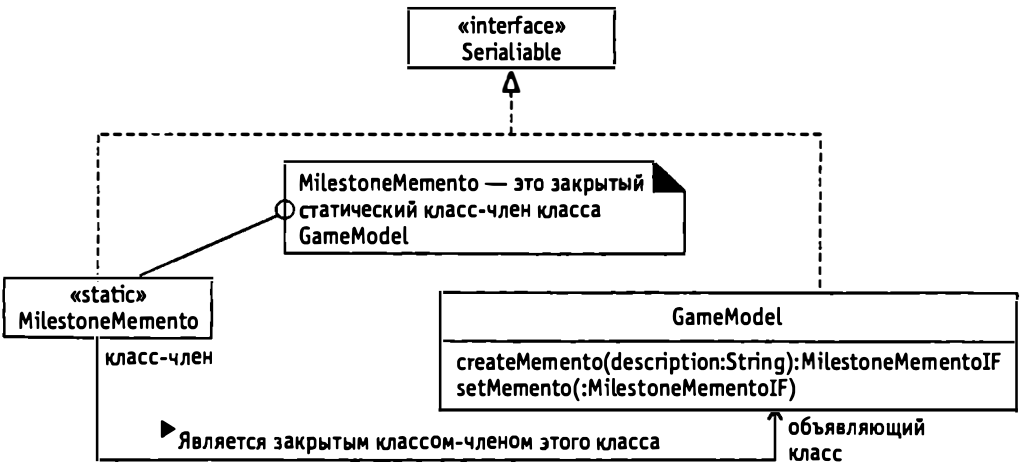 «interface»
Serialiable
MilestoneMemento — это закрытый
статический класс-член класса
GameModel
«static»
MilestoneMemento
класс-член
GameModel
createMemento(description:String):MilestoneMementoIF
setMemento(:MilestoneMementoIF)
Является закрытым классом-членом этого класса
объявляющий
класс